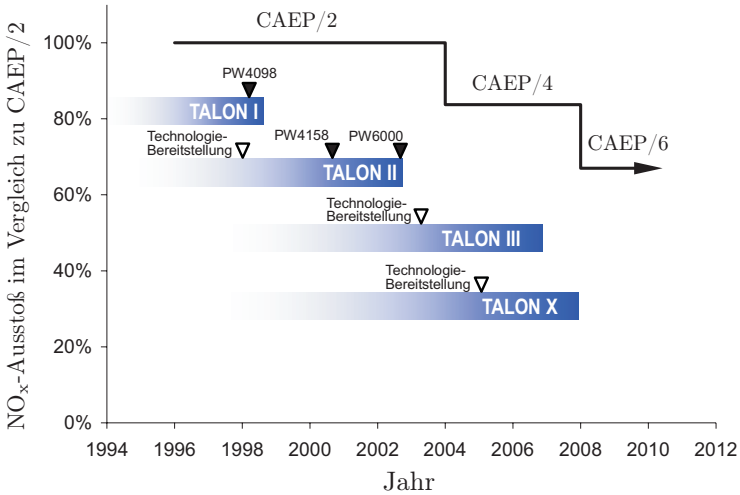 NOx-Ausstoß im Vergleich zu CAEP/2
CAEP/2
100%
CAEP/4
PW4098
TALON I
80%
Technologie-
Bereitstellung
PW4158
PW6000
CAEP/6
TALON II
60%
Technologie-
Bereitstellung
TALON III
40%
Technologie-
Bereitstellung
TALON X
20%
0%
1994 1996 1998 2000 2002 2004 2006 2008 2010 2012
Jahr